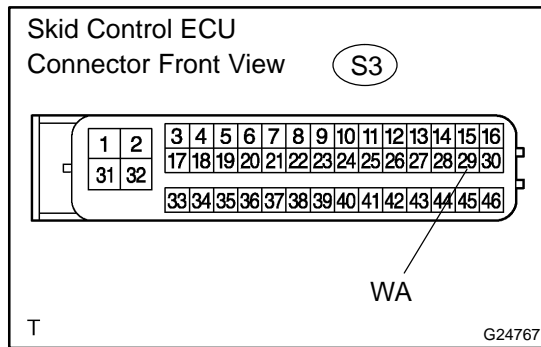 Skid Control ECU
Connector Front View S3
1 2 3 4 5 6 7 8 9 10 11 12 13 14 15 16
31 32 17 18 19 20 21 22 23 24 25 26 27 28 29 30
33 34 35 36 37 38 39 40 41 42 43 44 45 46
WA
T G24767